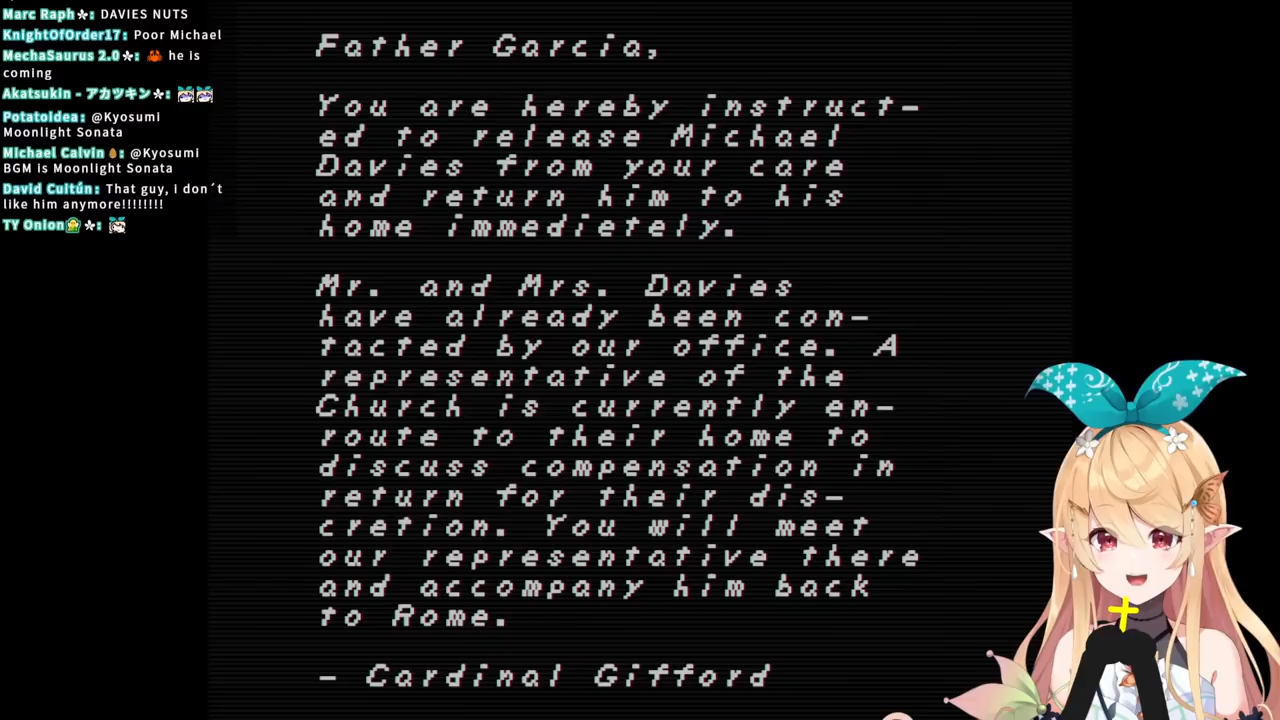 Marc Raph: DAVIES NUTS
KnightOfOrder17: Poor Michael
MechaSaurus 2.0: 🦀 he is
coming
Akatsukin - アカツキン:
PotatoIdea: @Kyosumi
Moonlight Sonata
Michael Calvin: @Kyosumi
BGM is Moonlight Sonata
David Cuitún: That guy, i don´t
like him anymore!!!!!!!!
TY Onion:
Father Garcia,
You are hereby instruct-
ed to release Michael
Davies from your care
and return him to his
home immedietely.
Mr. and Mrs. Davies
have already been con-
tacted by our office. A
representative of the
Church is currently en-
route to their home to
discuss compensation in
return for their dis-
cretion. You will meet
our representative there
and accompany him back
to Rome.
- Cardinal Gifford